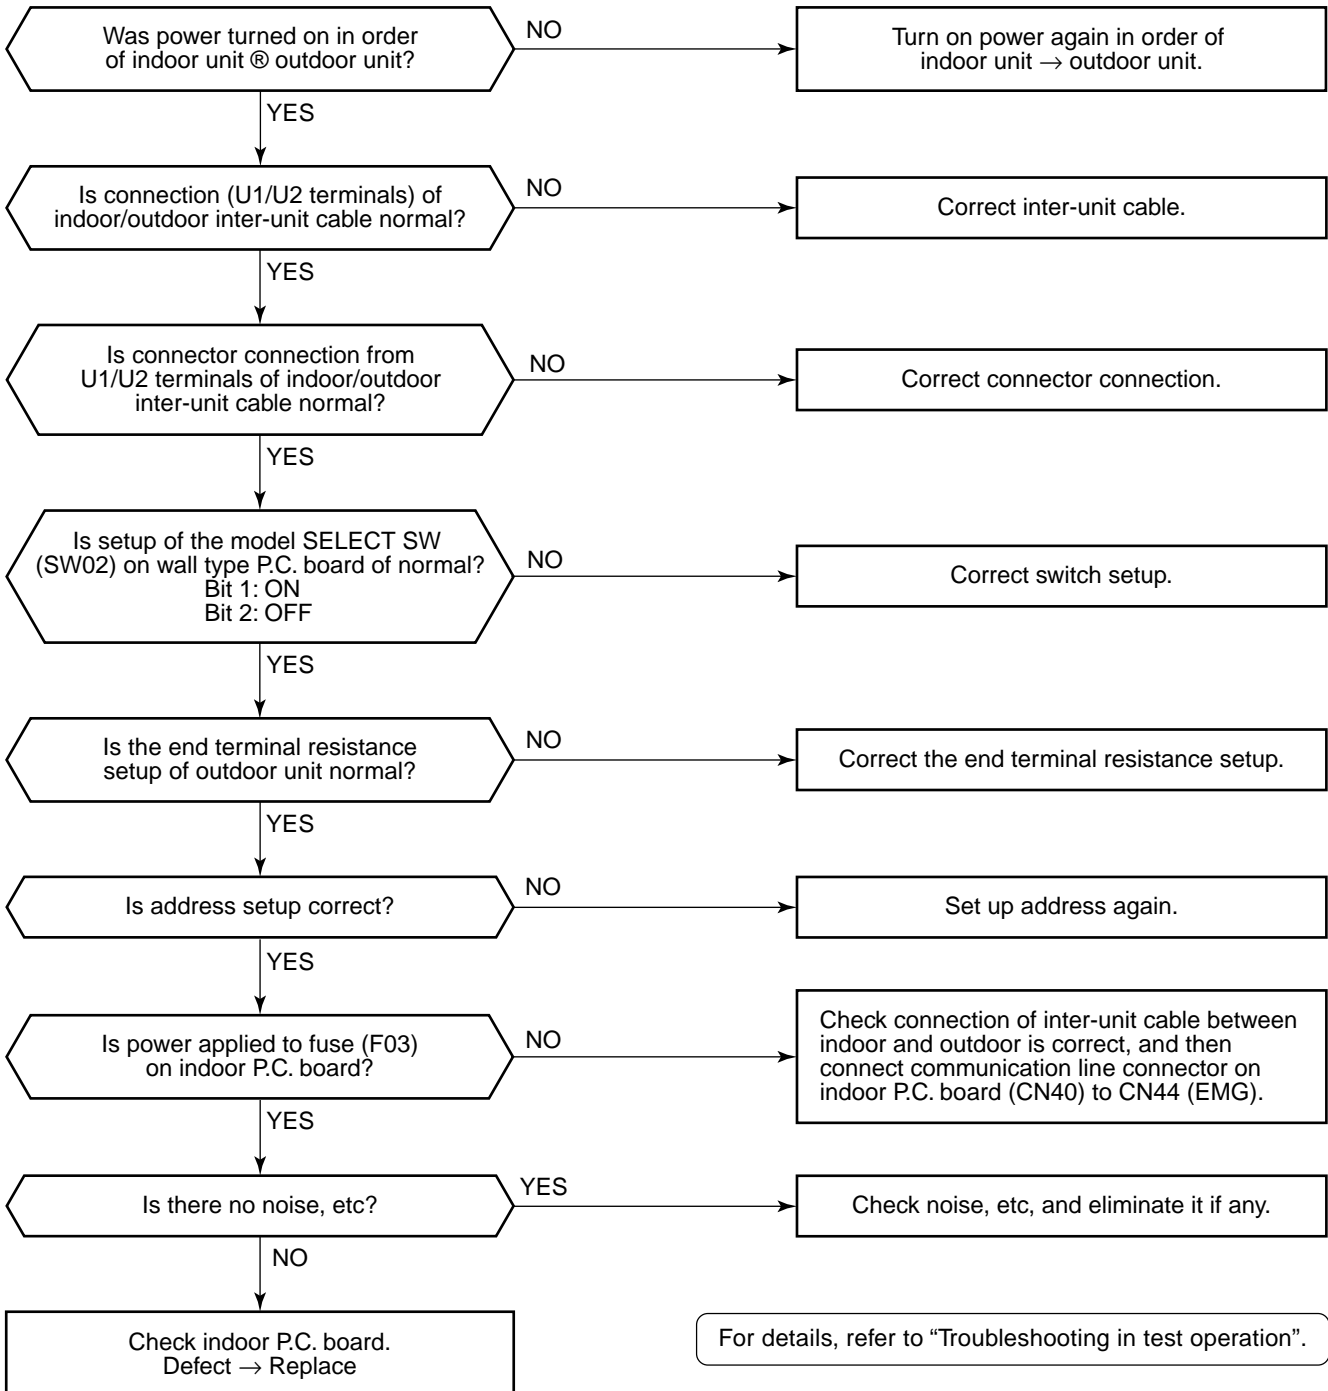 Was power turned on in order
of indoor unit ® outdoor unit?
NO
Turn on power again in order of
indoor unit → outdoor unit.
YES
Is connection (U1/U2 terminals) of
indoor/outdoor inter-unit cable normal?
NO
Correct inter-unit cable.
YES
Is connector connection from
U1/U2 terminals of indoor/outdoor
inter-unit cable normal?
NO
Correct connector connection.
YES
Is setup of the model SELECT SW
(SW02) on wall type P.C. board of normal?
Bit 1: ON
Bit 2: OFF
NO
Correct switch setup.
YES
Is the end terminal resistance
setup of outdoor unit normal?
NO
Correct the end terminal resistance setup.
YES
Is address setup correct?
NO
Set up address again.
YES
Is power applied to fuse (F03)
on indoor P.C. board?
NO
Check connection of inter-unit cable between
indoor and outdoor is correct, and then
connect communication line connector on
indoor P.C. board (CN40) to CN44 (EMG).
YES
Is there no noise, etc?
YES
Check noise, etc, and eliminate it if any.
NO
Check indoor P.C. board.
Defect → Replace
For details, refer to “Troubleshooting in test operation”.